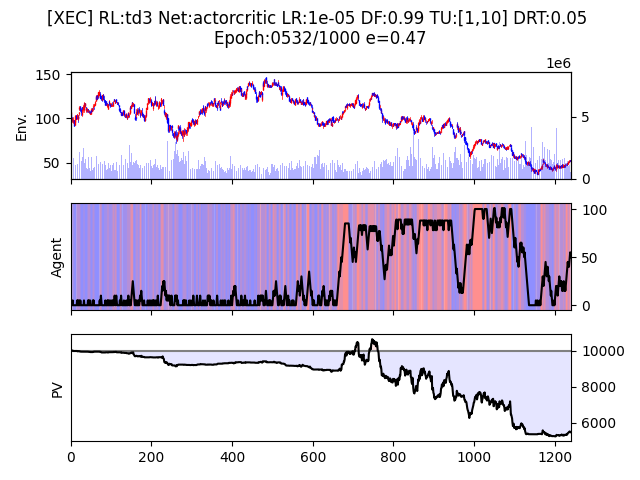 [XEC] RL:td3 Net:actorcritic LR:1e-05 DF:0.99 TU:[1,10] DRT:0.05
Epoch:0532/1000 e=0.47
1e6
150
100
50
Env.
5
0
Agent
100
50
0
PV
10000
8000
6000
0 200 400 600 800 1000 1200